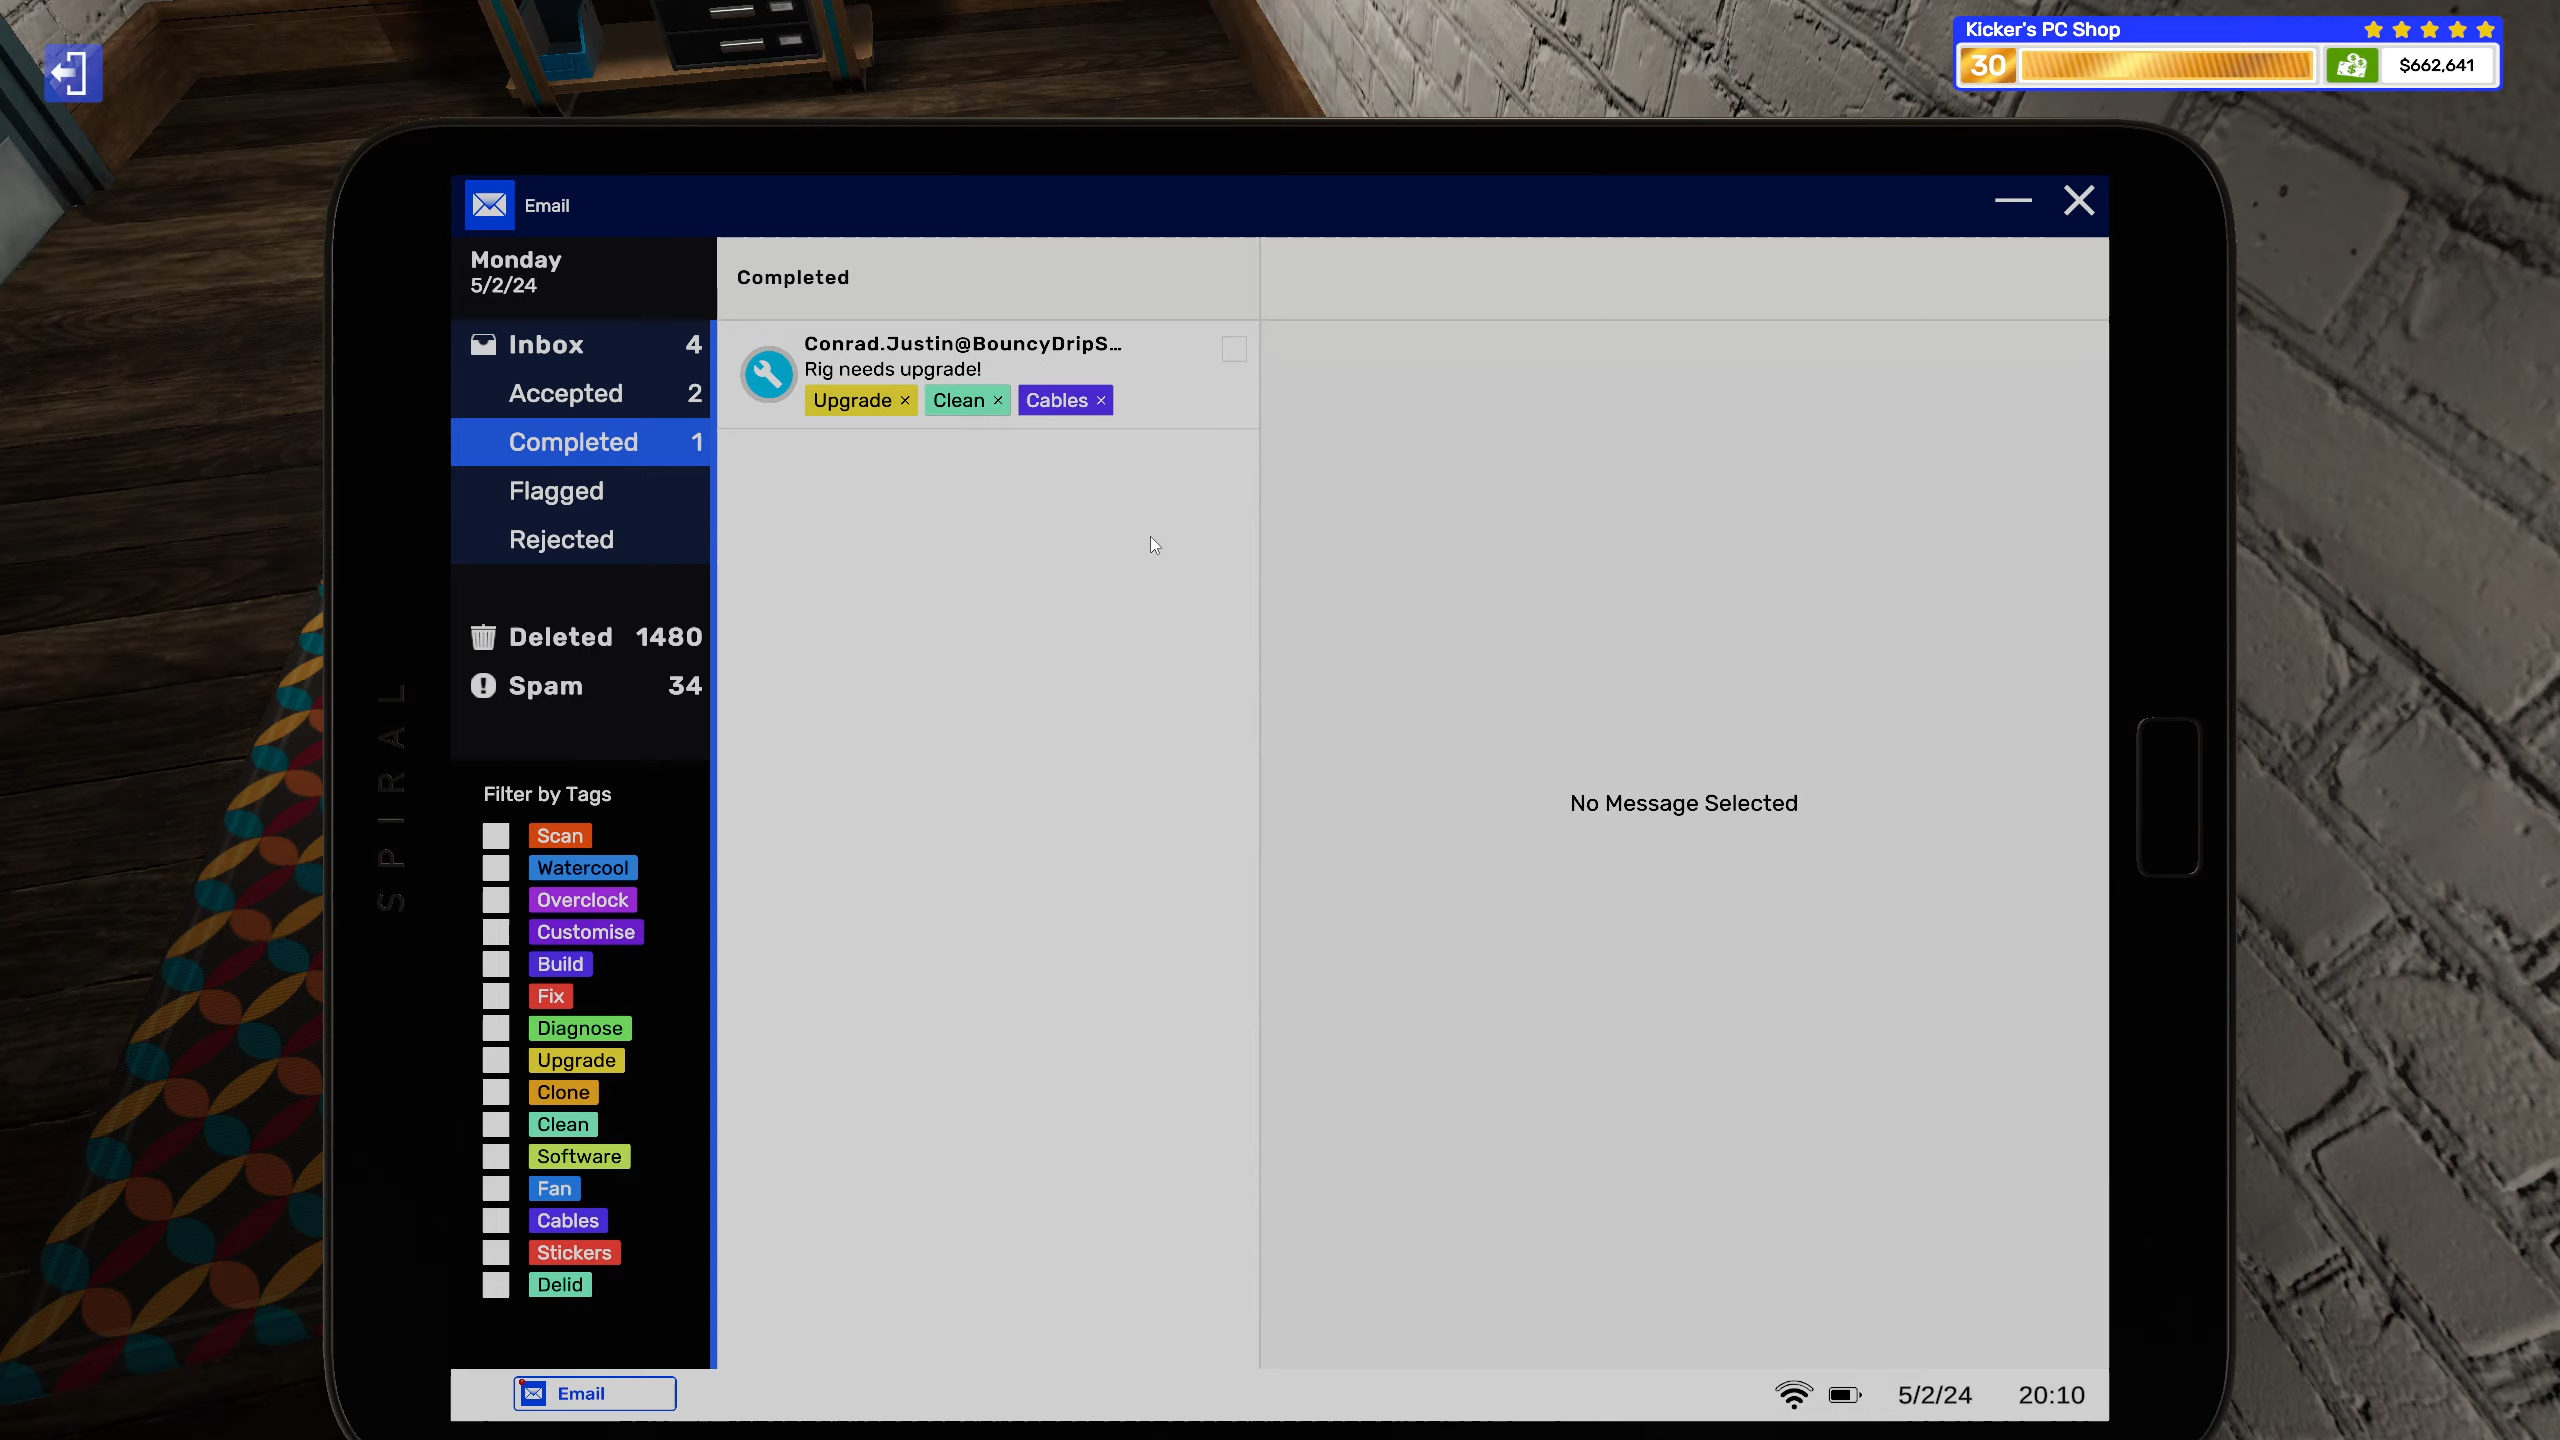 Kicker's PC Shop
30
$662,641
Email
Monday
5/2/24
Inbox 4
Accepted 2
Completed 1
Flagged
Rejected
Deleted 1480
Spam 34
Filter by Tags
Scan
Watercool
Overclock
Customise
Build
Fix
Diagnose
Upgrade
Clone
Clean
Software
Fan
Cables
Stickers
Delid
Completed
Conrad.Justin@BouncyDripS...
Rig needs upgrade!
Upgrade × Clean × Cables ×
No Message Selected
SPIRAL
Email
5/2/24 20:10